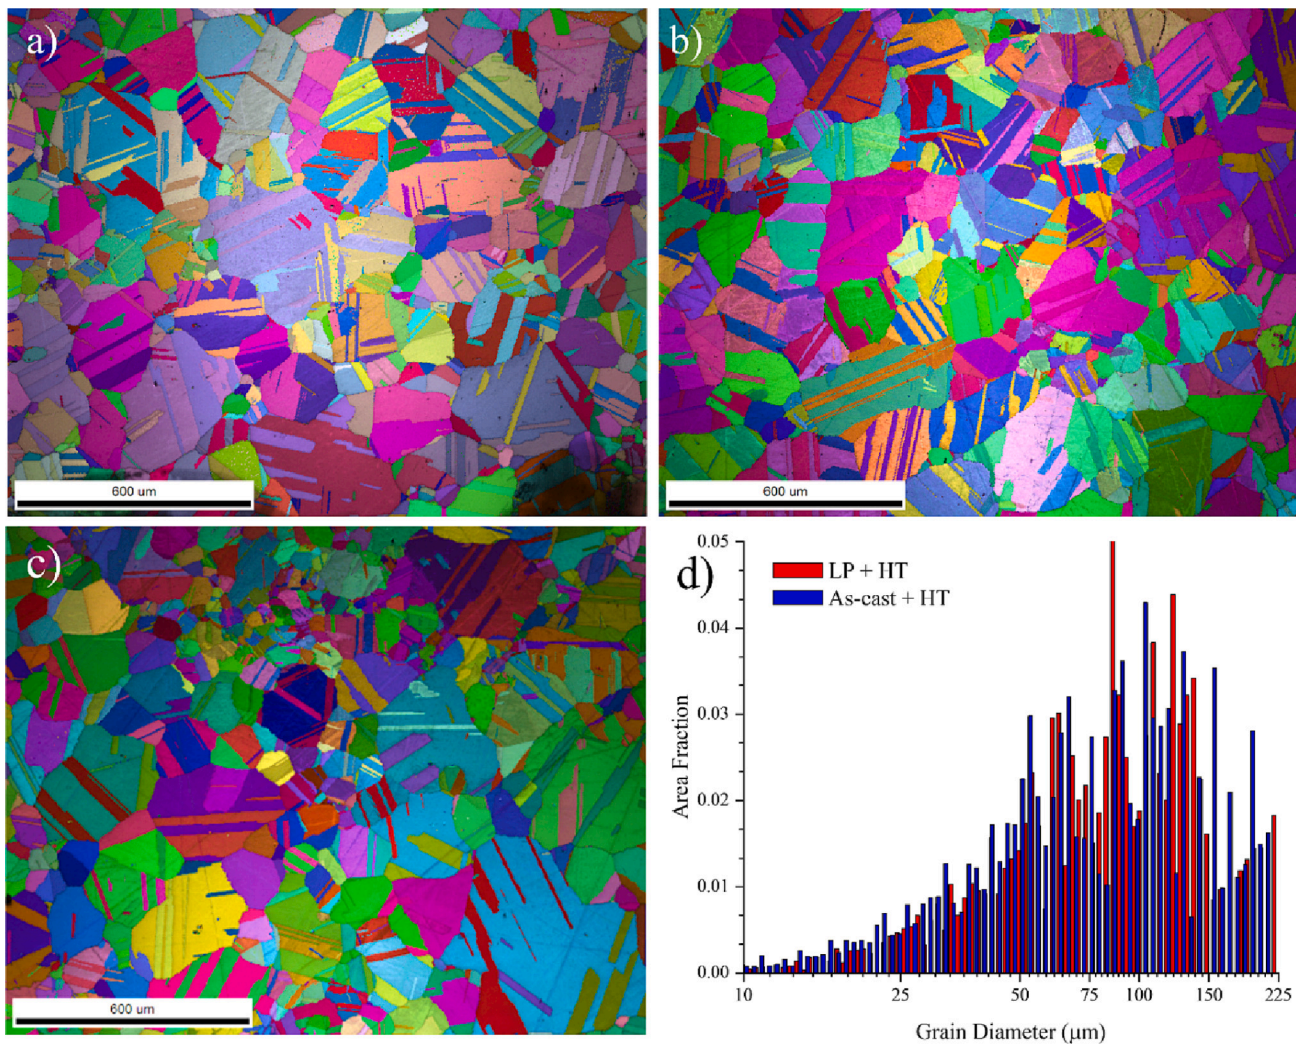 a)
b)
600 um
600 um
c)
600 um
d)
LP + HT
As-cast + HT
Area Fraction
0.05
0.04
0.03
0.02
0.01
0.00
10
25
50
75
100
150
225
Grain Diameter (μm)